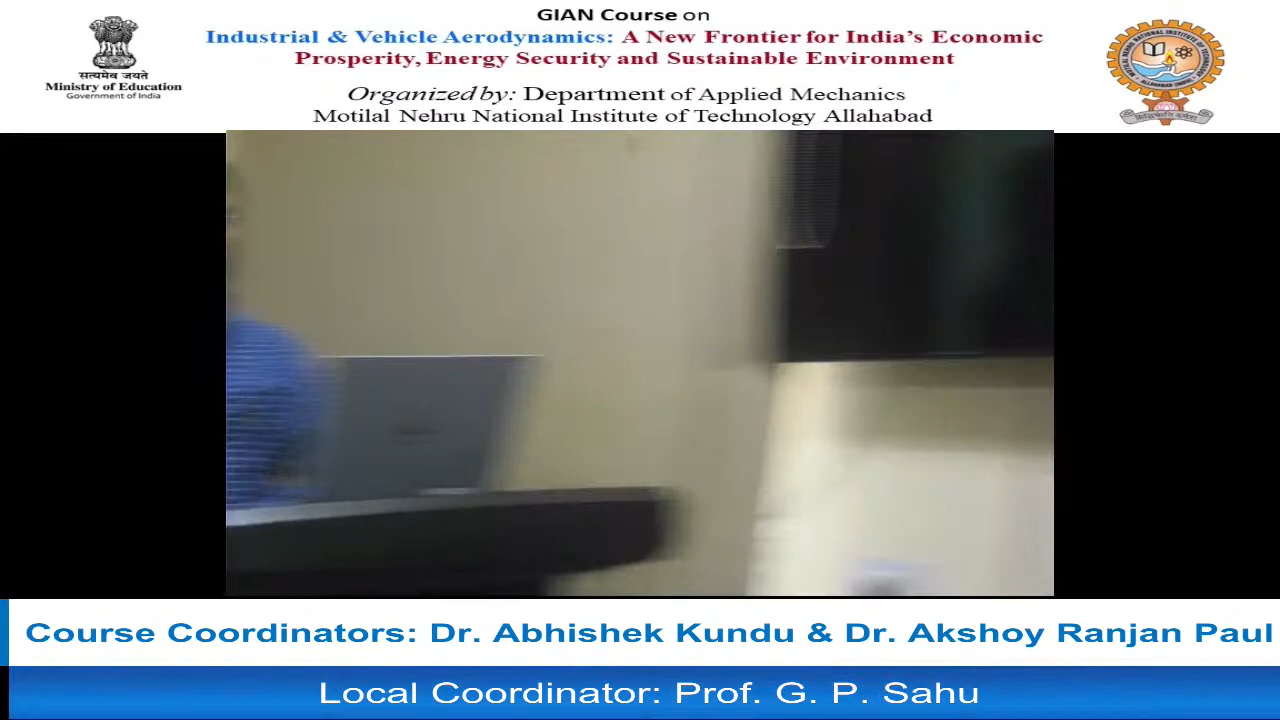 GIAN Course on
Industrial & Vehicle Aerodynamics: A New Frontier for India's Economic
Prosperity, Energy Security and Sustainable Environment
Organized by: Department of Applied Mechanics
Motilal Nehru National Institute of Technology Allahabad
सत्यमेव जयते
Ministry of Education
Government of India
Course Coordinators: Dr. Abhishek Kundu & Dr. Akshoy Ranjan Paul
Local Coordinator: Prof. G. P. Sahu